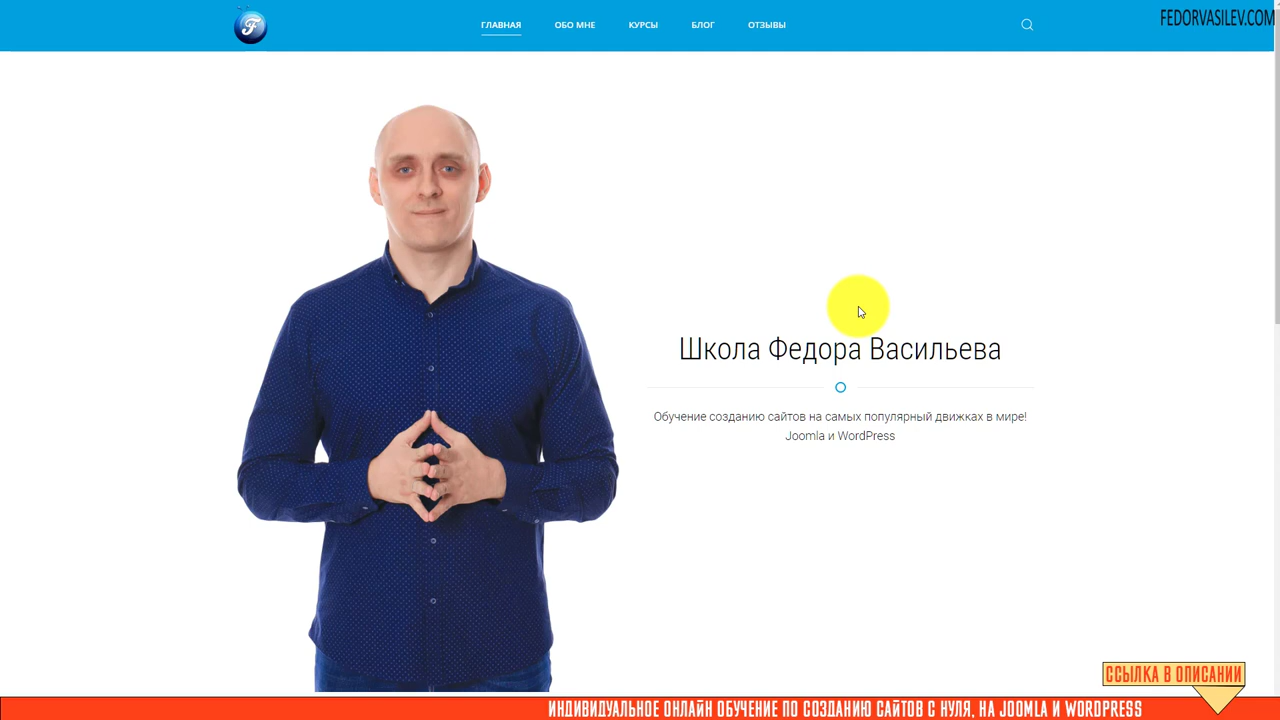 F
ГЛАВНАЯ ОБО МНЕ КУРСЫ БЛОГ ОТЗЫВЫ
FEDORVASILEV.COM
Школа Федора Васильева
Обучение созданию сайтов на самых популярный движках в мире!
Joomla и WordPress
ССЫЛКА В ОПИСАНИИ
ИНДИВИДУАЛЬНОЕ ОНЛАЙН ОБУЧЕНИЕ ПО СОЗДАНИЮ САЙТОВ С НУЛЯ, НА JOOMLA И WORDPRESS